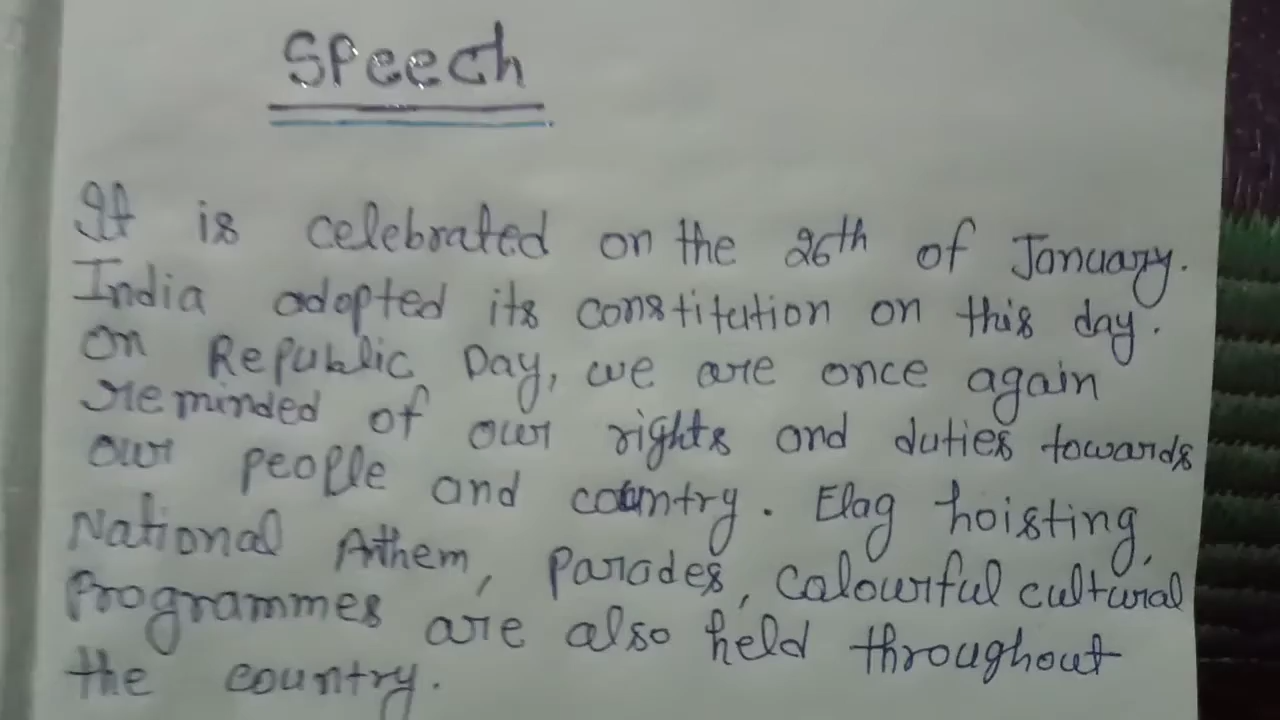 Speech
It is celebrated on the 26th of January.
India adopted its constitution on this day.
On Republic Day, we are once again
reminded of our rights and duties towards
our people and country. Flag hoisting,
National Athem, Parades, Colourful cultural
Programmes are also held throughout
the country.